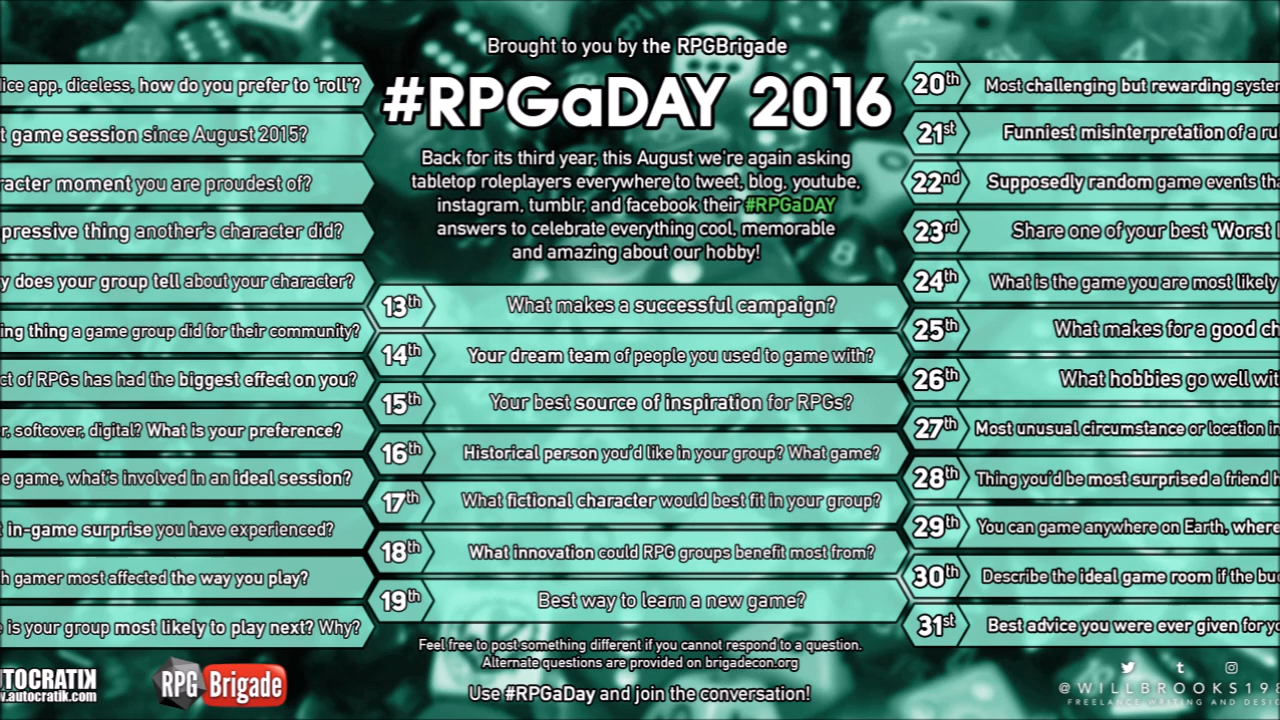 Brought to you by the RPGBrigade
#RPGaDAY 2016
Back for its third year, this August we're again asking
tabletop roleplayers everywhere to tweet, blog, youtube,
instagram, tumblr, and facebook their #RPGaDAY
answers to celebrate everything cool, memorable
and amazing about our hobby!
app, diceless, how do you prefer to 'roll'?
game session since August 2015?
moment you are proudest of?
thing another's character did?
does your group tell about your character?
thing a game group did for their community?
of RPGs has had the biggest effect on you?
softcover, digital? What is your preference?
game, what's involved in an ideal session?
in-game surprise you have experienced?
gamer most affected the way you play?
is your group most likely to play next? Why?
13th What makes a successful campaign?
14th Your dream team of people you used to game with?
15th Your best source of inspiration for RPGs?
16th Historical person you'd like in your group? What game?
17th What fictional character would best fit in your group?
18th What innovation could RPG groups benefit most from?
19th Best way to learn a new game?
20th Most challenging but rewarding
21st Funniest misinterpretation of a
22nd Supposedly random game events
23rd Share one of your best 'Worst
24th What is the game you are most likely
25th What makes for a good
26th What hobbies go well
27th Most unusual circumstance or location
28th Thing you'd be most surprised a friend
29th You can game anywhere on Earth,
30th Describe the ideal game room if the
31st Best advice you were ever given for
Feel free to post something different if you cannot respond to a question.
Alternate questions are provided on brigadecon.org
Use #RPGaDay and join the conversation!
TOCRATIK
.autocratik.com
RPG Brigade
@WILLBROOKS198
FREELANCE WRITING AND